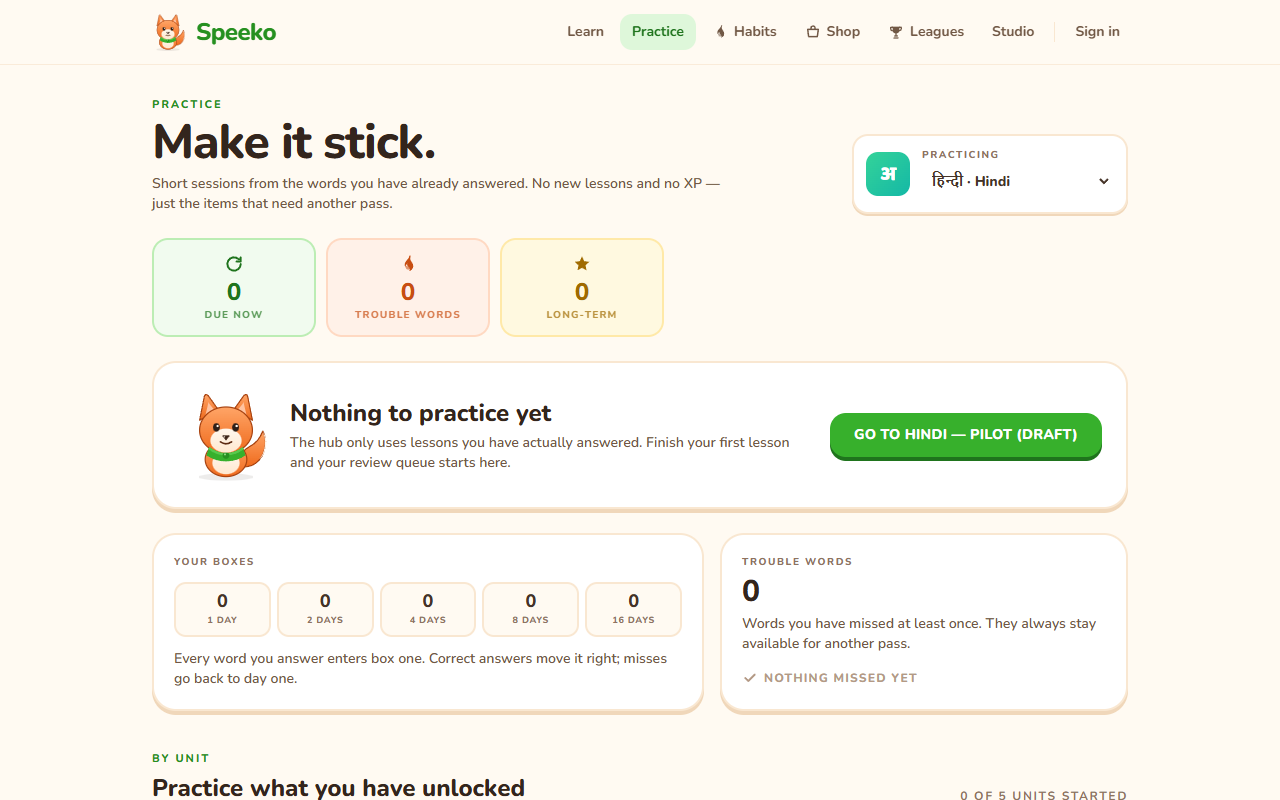 Speeko
Learn
Practice
Habits
Shop
Leagues
Studio
Sign in
PRACTICE
Make it stick.
Short sessions from the words you have already answered. No new lessons and no XP —
just the items that need another pass.
अ
PRACTICING
हिन्दी · Hindi
0
DUE NOW
0
TROUBLE WORDS
0
LONG-TERM
Nothing to practice yet
The hub only uses lessons you have actually answered. Finish your first lesson
and your review queue starts here.
GO TO HINDI — PILOT (DRAFT)
YOUR BOXES
0
1 DAY
0
2 DAYS
0
4 DAYS
0
8 DAYS
0
16 DAYS
Every word you answer enters box one. Correct answers move it right; misses
go back to day one.
TROUBLE WORDS
0
Words you have missed at least once. They always stay
available for another pass.
NOTHING MISSED YET
BY UNIT
Practice what you have unlocked
0 OF 5 UNITS STARTED